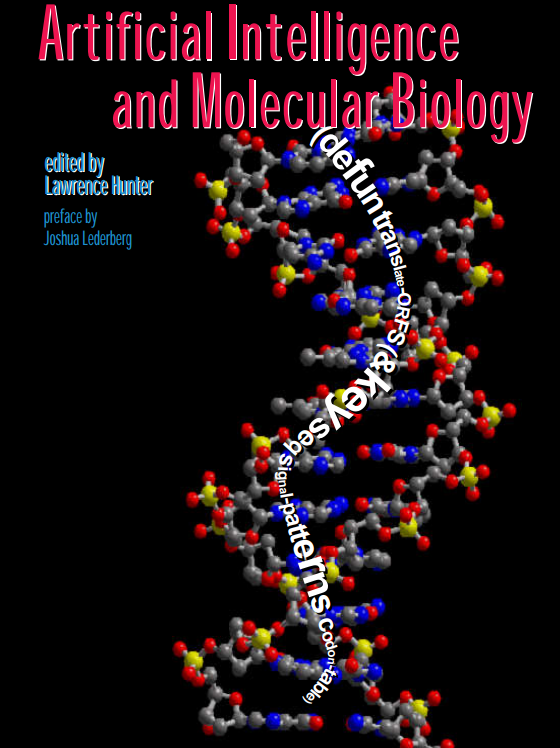 Artificial Intelligence
and Molecular Biology
edited by
Lawrence Hunter
preface by
Joshua Lederberg
(defun translate-ORFS (&key seq signal-patterns codon-table)